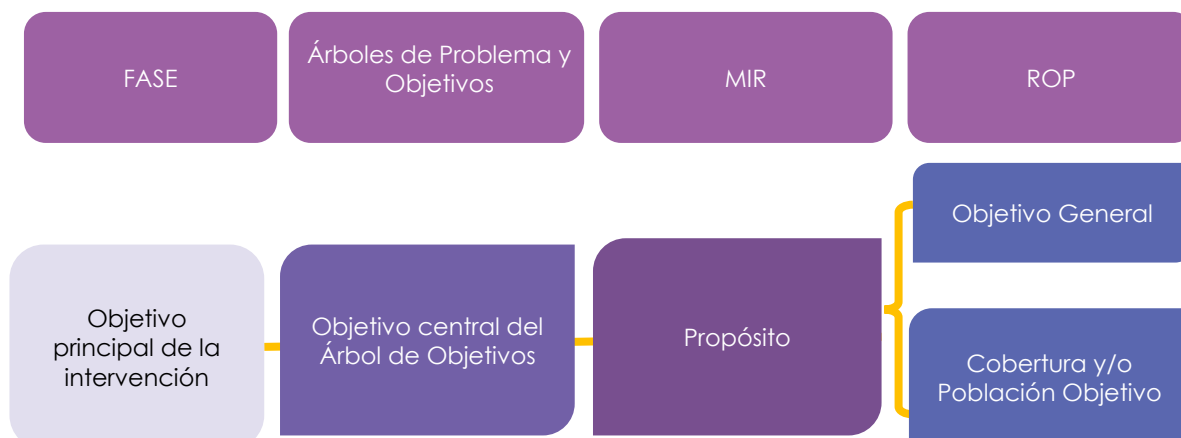 FASE
Árboles de Problema y
Objetivos
MIR
ROP
Objetivo
principal de la
intervención
Objetivo central del
Árbol de Objetivos
Propósito
Objetivo General
Cobertura y/o
Población Objetivo